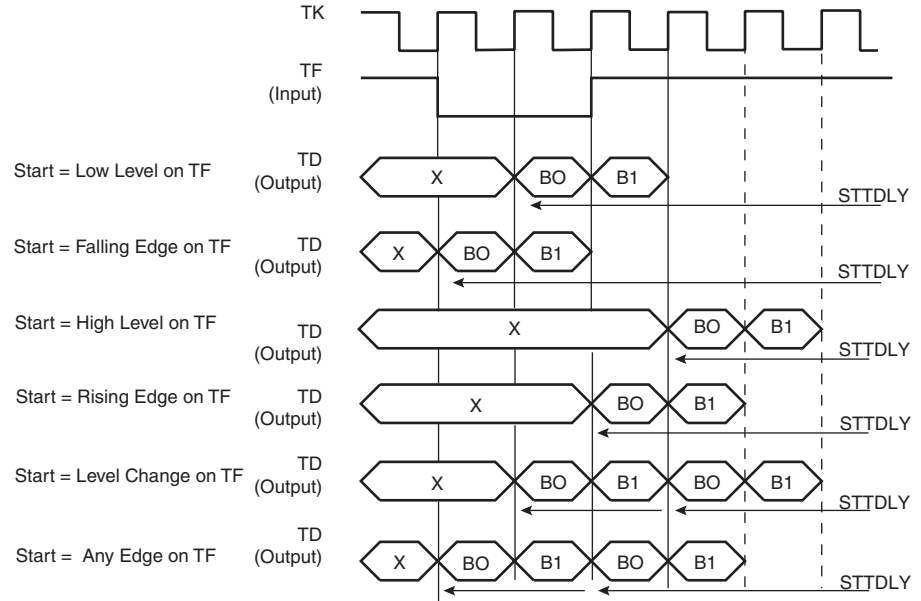 TK
TF
(Input)
Start = Low Level on TF
TD
(Output)
X
BO
B1
STTDLY
Start = Falling Edge on TF
TD
(Output)
X
BO
B1
STTDLY
Start = High Level on TF
TD
(Output)
X
BO
B1
STTDLY
Start = Rising Edge on TF
TD
(Output)
X
BO
B1
STTDLY
Start = Level Change on TF
TD
(Output)
X
BO
B1
BO
B1
STTDLY
Start = Any Edge on TF
TD
(Output)
X
BO
B1
BO
B1
STTDLY